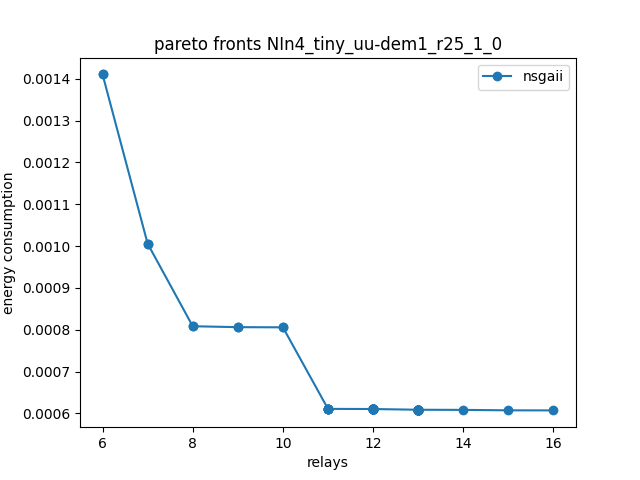 pareto fronts NIn4_tiny_uu-dem1_r25_1_0
nsgaii
energy consumption
0.0014
0.0013
0.0012
0.0011
0.0010
0.0009
0.0008
0.0007
0.0006
6 8 10 12 14 16
relays